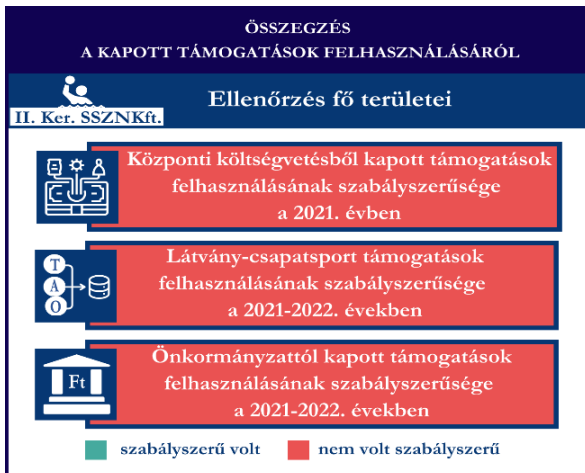 ÖSSZEGZÉS
A KAPOTT TÁMOGATÁSOK FELHASZNÁLÁSÁRÓL
II. Ker. SSZNKft.
Ellenőrzés fő területei
Központi költségvetésből kapott támogatások
felhasználásának szabályszerűsége
a 2021. évben
T
A
O
Látvány-csapatsport támogatások
felhasználásának szabályszerűsége
a 2021-2022. években
Ft
Önkormányzattól kapott támogatások
felhasználásának szabályszerűsége
a 2021-2022. években
szabályszerű volt
nem volt szabályszerű